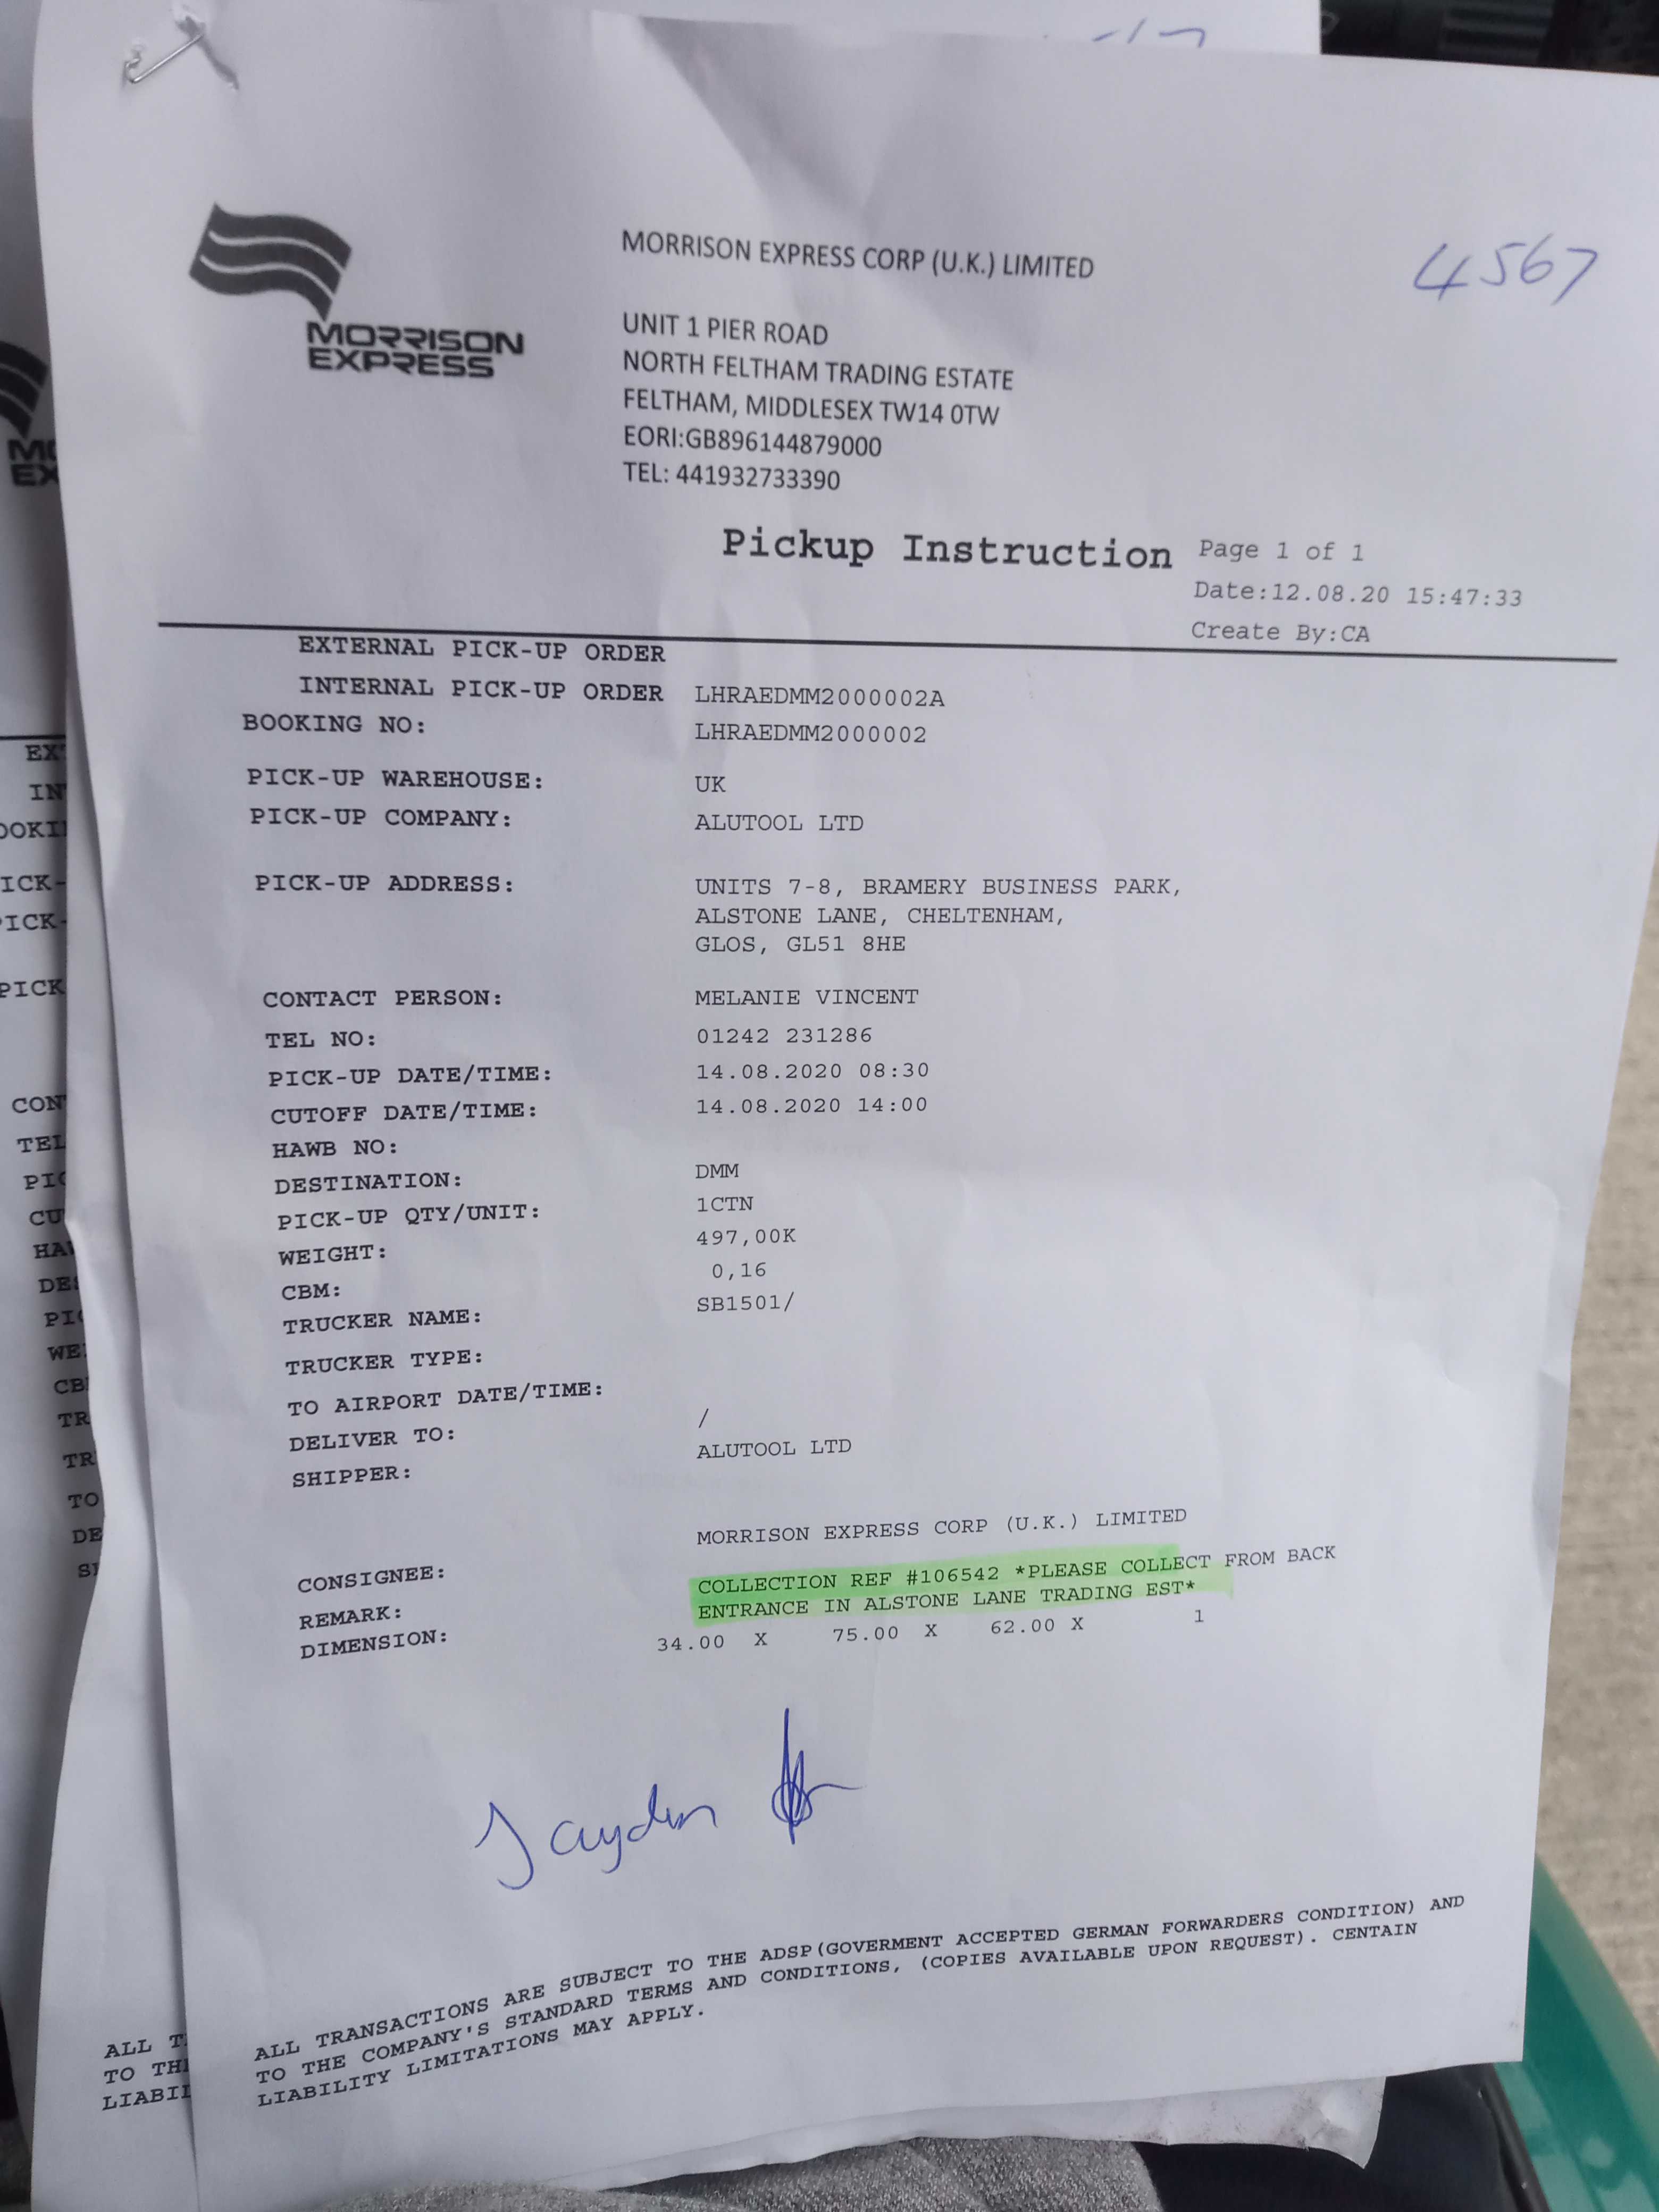 4567
MORRISON
EXPRESS
MORRISON EXPRESS CORP (U.K.) LIMITED
UNIT 1 PIER ROAD
NORTH FELTHAM TRADING ESTATE
FELTHAM, MIDDLESEX TW14 0TW
EORI:GB896144879000
TEL: 441932733390
Pickup Instruction
Page 1 of 1
Date:12.08.20 15:47:33
Create By:CA
EXTERNAL PICK-UP ORDER
INTERNAL PICK-UP ORDER LHRAEDMM2000002A
BOOKING NO: LHRAEDMM2000002
PICK-UP WAREHOUSE: UK
PICK-UP COMPANY: ALUTOOL LTD
PICK-UP ADDRESS: UNITS 7-8, BRAMERY BUSINESS PARK,
ALSTONE LANE, CHELTENHAM,
GLOS, GL51 8HE
CONTACT PERSON: MELANIE VINCENT
TEL NO: 01242 231286
PICK-UP DATE/TIME: 14.08.2020 08:30
CUTOFF DATE/TIME: 14.08.2020 14:00
HAWB NO:
DESTINATION: DMM
PICK-UP QTY/UNIT: 1CTN
WEIGHT: 497,00K
CBM: 0,16
TRUCKER NAME: SB1501/
TRUCKER TYPE:
TO AIRPORT DATE/TIME:
DELIVER TO: /
SHIPPER: ALUTOOL LTD
CONSIGNEE: MORRISON EXPRESS CORP (U.K.) LIMITED
REMARK: COLLECTION REF #106542 *PLEASE COLLECT FROM BACK
ENTRANCE IN ALSTONE LANE TRADING EST*
DIMENSION: 34.00 X 75.00 X 62.00 X 1
Jayden
ALL TRANSACTIONS ARE SUBJECT TO THE ADSP(GOVERMENT ACCEPTED GERMAN FORWARDERS CONDITION) AND
TO THE COMPANY'S STANDARD TERMS AND CONDITIONS, (COPIES AVAILABLE UPON REQUEST). CENTAIN
LIABILITY LIMITATIONS MAY APPLY.